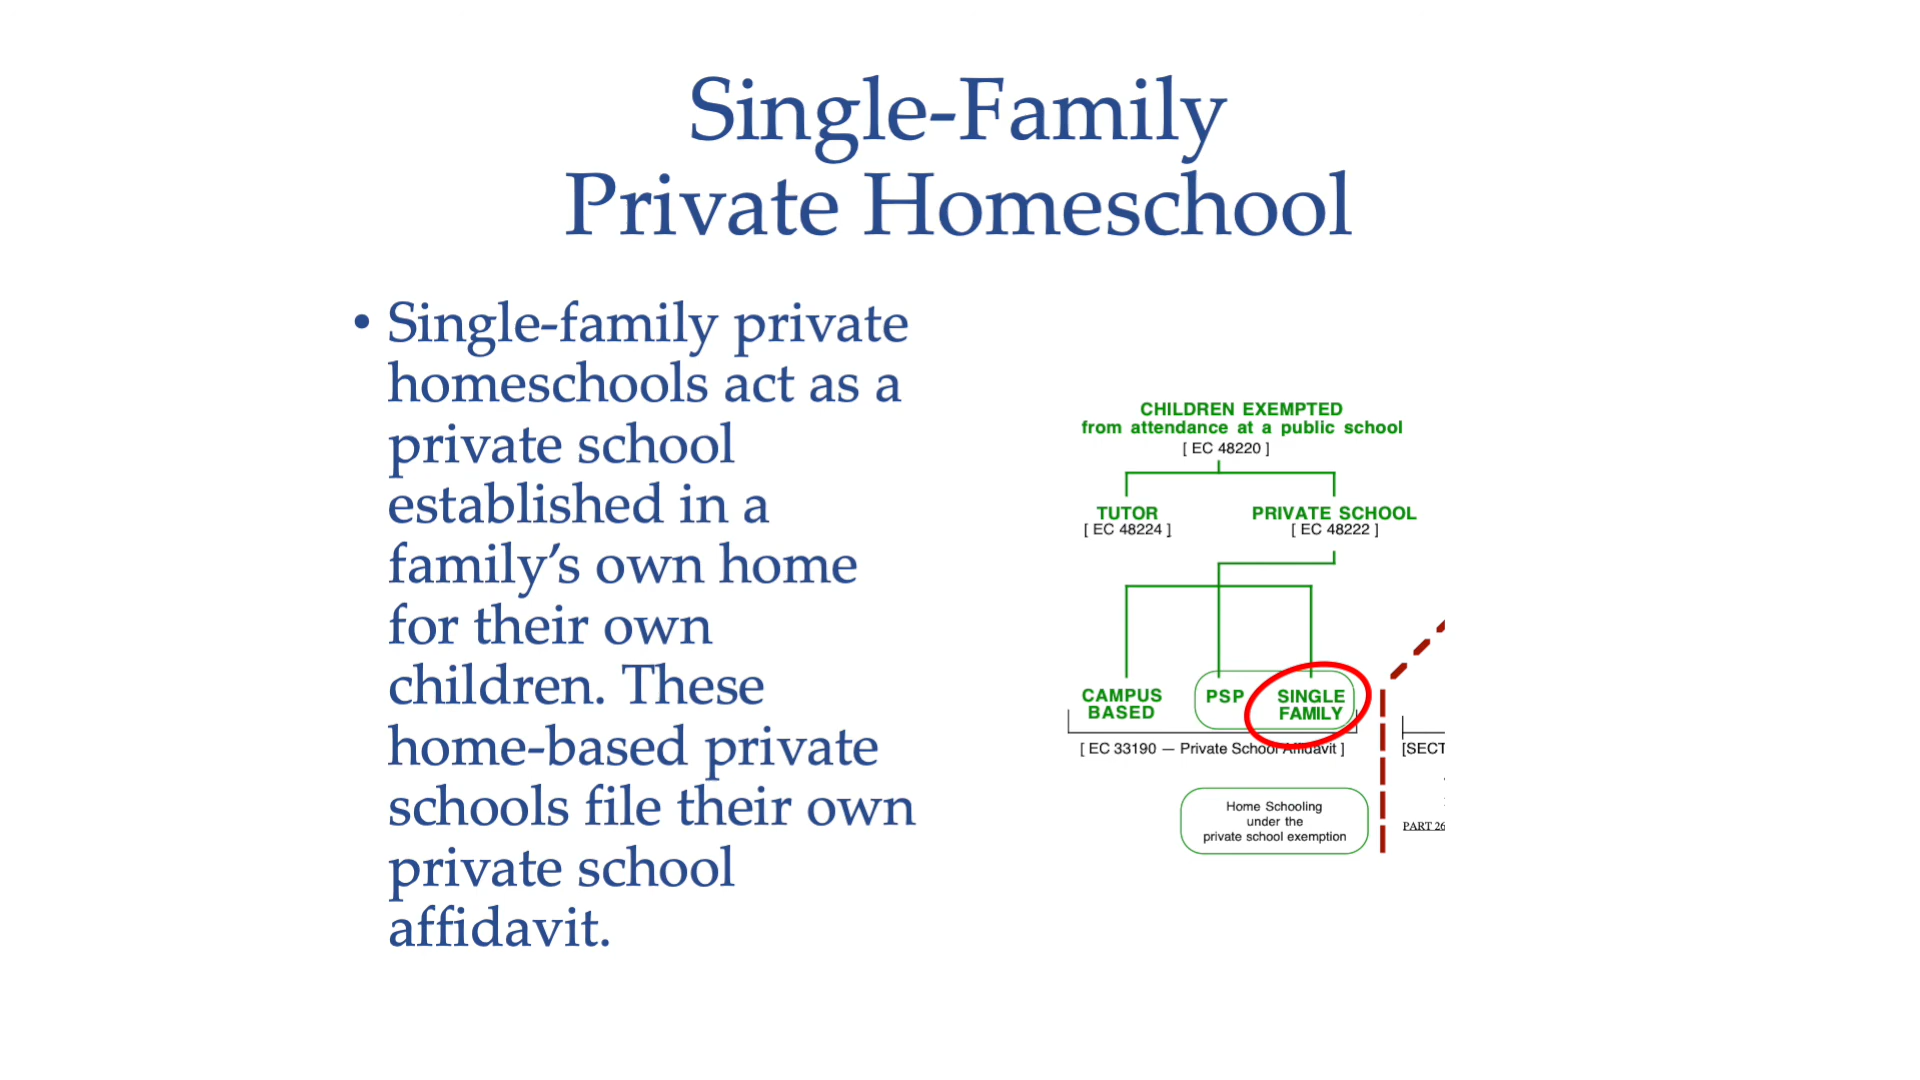 Single-Family
Private Homeschool
• Single-family private
homeschools act as a
private school
established in a
family’s own home
for their own
children. These
home-based private
schools file their own
private school
affidavit.
CHILDREN EXEMPTED
from attendance at a public school
[ EC 48220 ]
TUTOR
[ EC 48224 ]
PRIVATE SCHOOL
[ EC 48222 ]
CAMPUS
BASED
PSP
SINGLE
FAMILY
[ EC 33190 — Private School Affidavit ]
[SECT
Home Schooling
under the
private school exemption
PART 26